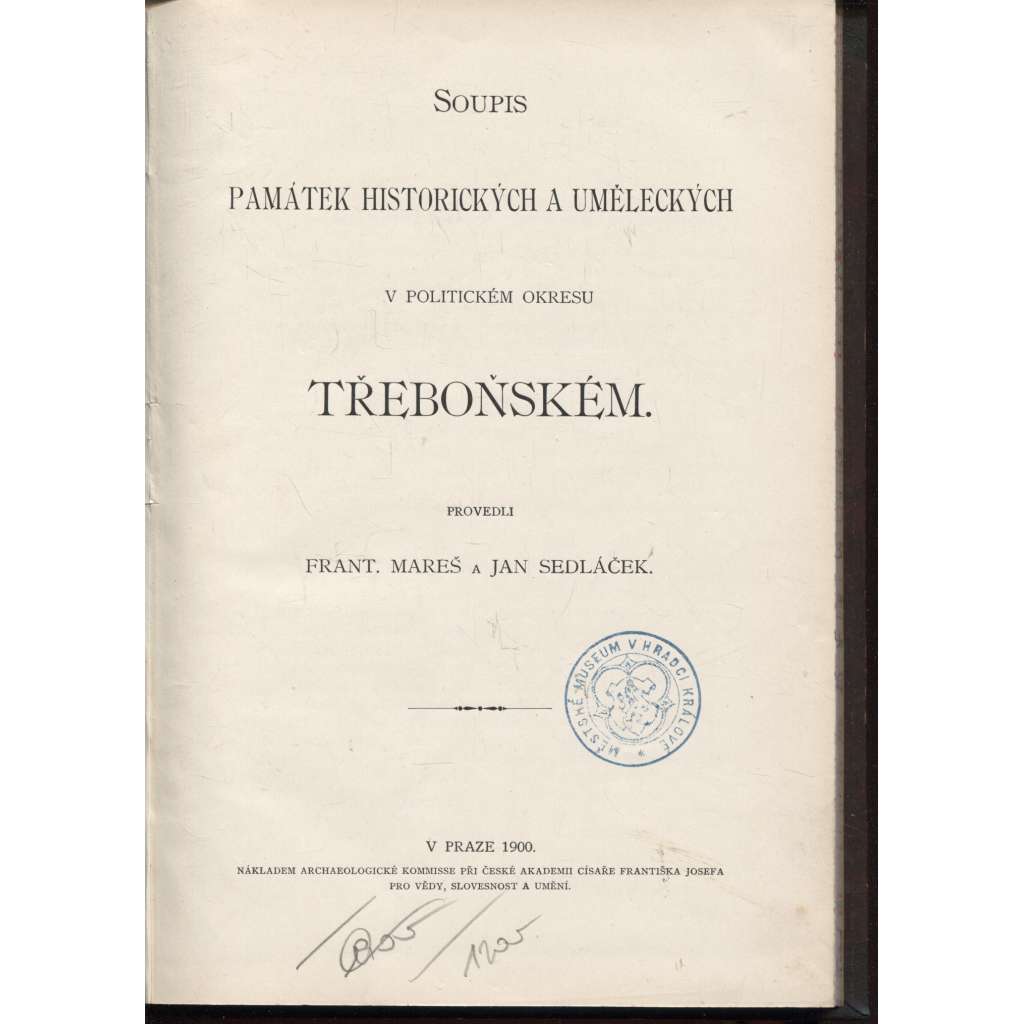 SOUPIS
PAMÁTEK HISTORICKÝCH A UMĚLECKÝCH
V POLITICKÉM OKRESU
TŘEBOŇSKÉM.
PROVEDLI
FRANT. MAREŠ A JAN SEDLÁČEK.
MĚSTSKÉ MUSEUM V HRADCI KRÁLOVÉ *
V PRAZE 1900.
NÁKLADEM ARCHAEOLOGICKÉ KOMMISSE PŘI ČESKÉ AKADEMII CÍSAŘE FRANTIŠKA JOSEFA
PRO VĚDY, SLOVESNOST A UMĚNÍ.